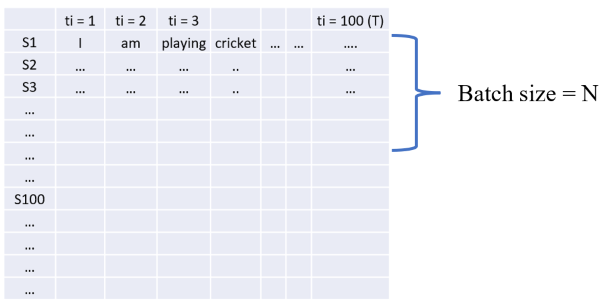 ti = 1 ti = 2 ti = 3 ti = 100 (T)
S1 I am playing cricket ... ... ....
S2 ... ... ... .. ...
S3 ... ... ... .. ...
...
...
...
...
S100
...
...
...
...
Batch size = N